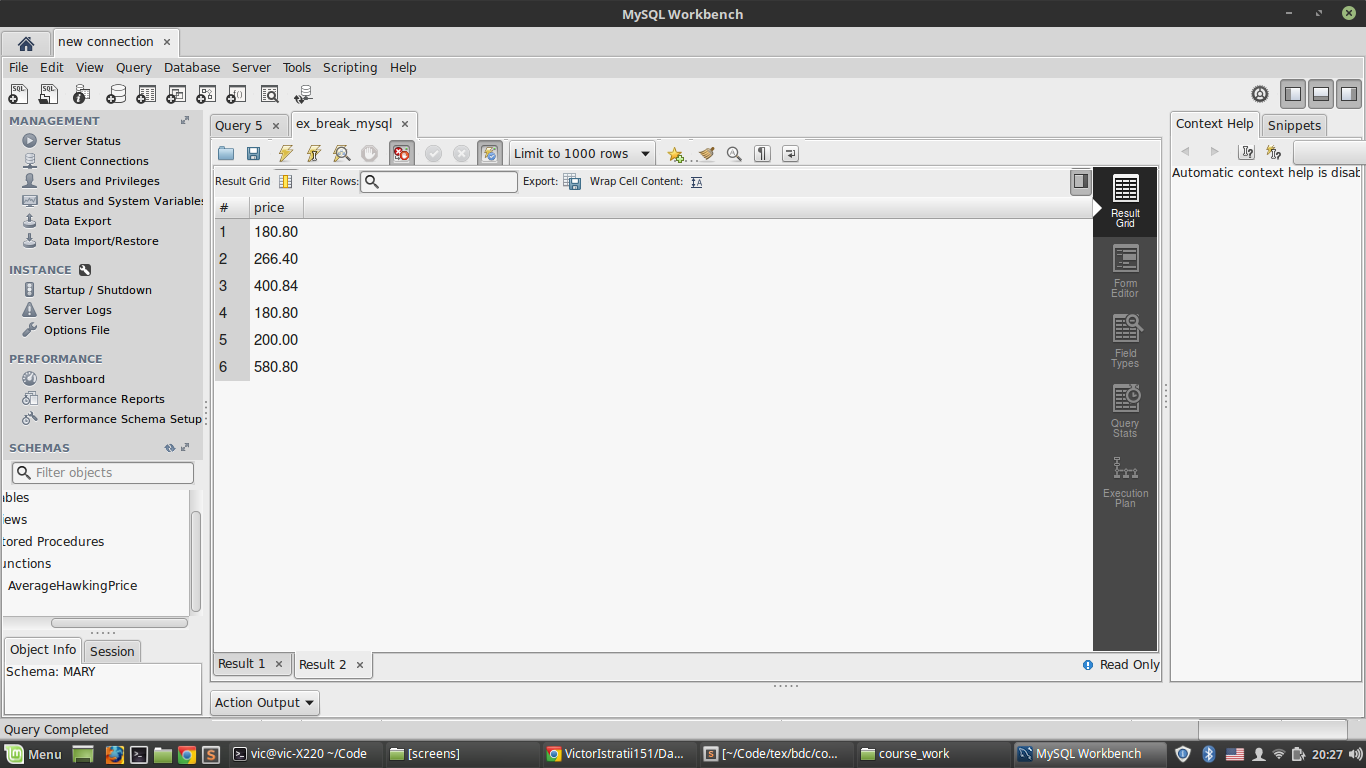 MySQL Workbench
new connection ×
File Edit View Query Database Server Tools Scripting Help
MANAGEMENT
Server Status
Client Connections
Users and Privileges
Status and System Variables
Data Export
Data Import/Restore
INSTANCE
Startup / Shutdown
Server Logs
Options File
PERFORMANCE
Dashboard
Performance Reports
Performance Schema Setup
SCHEMAS
Filter objects
ables
iews
tored Procedures
unctions
AverageHawkingPrice
Object Info Session
Schema: MARY
Query 5 × ex_break_mysql ×
Limit to 1000 rows
Result Grid Filter Rows: Export: Wrap Cell Content:
# price
1 180.80
2 266.40
3 400.84
4 180.80
5 200.00
6 580.80
Result Grid
Form Editor
Field Types
Query Stats
Execution Plan
Result 1 × Result 2 × Read Only
Action Output
Context Help Snippets
Automatic context help is disab
Query Completed
Menu vic@vic-X220 ~/Code [screens] VictorIstratii151/Da... [~/Code/tex/bdc/co... course_work MySQL Workbench 20:27